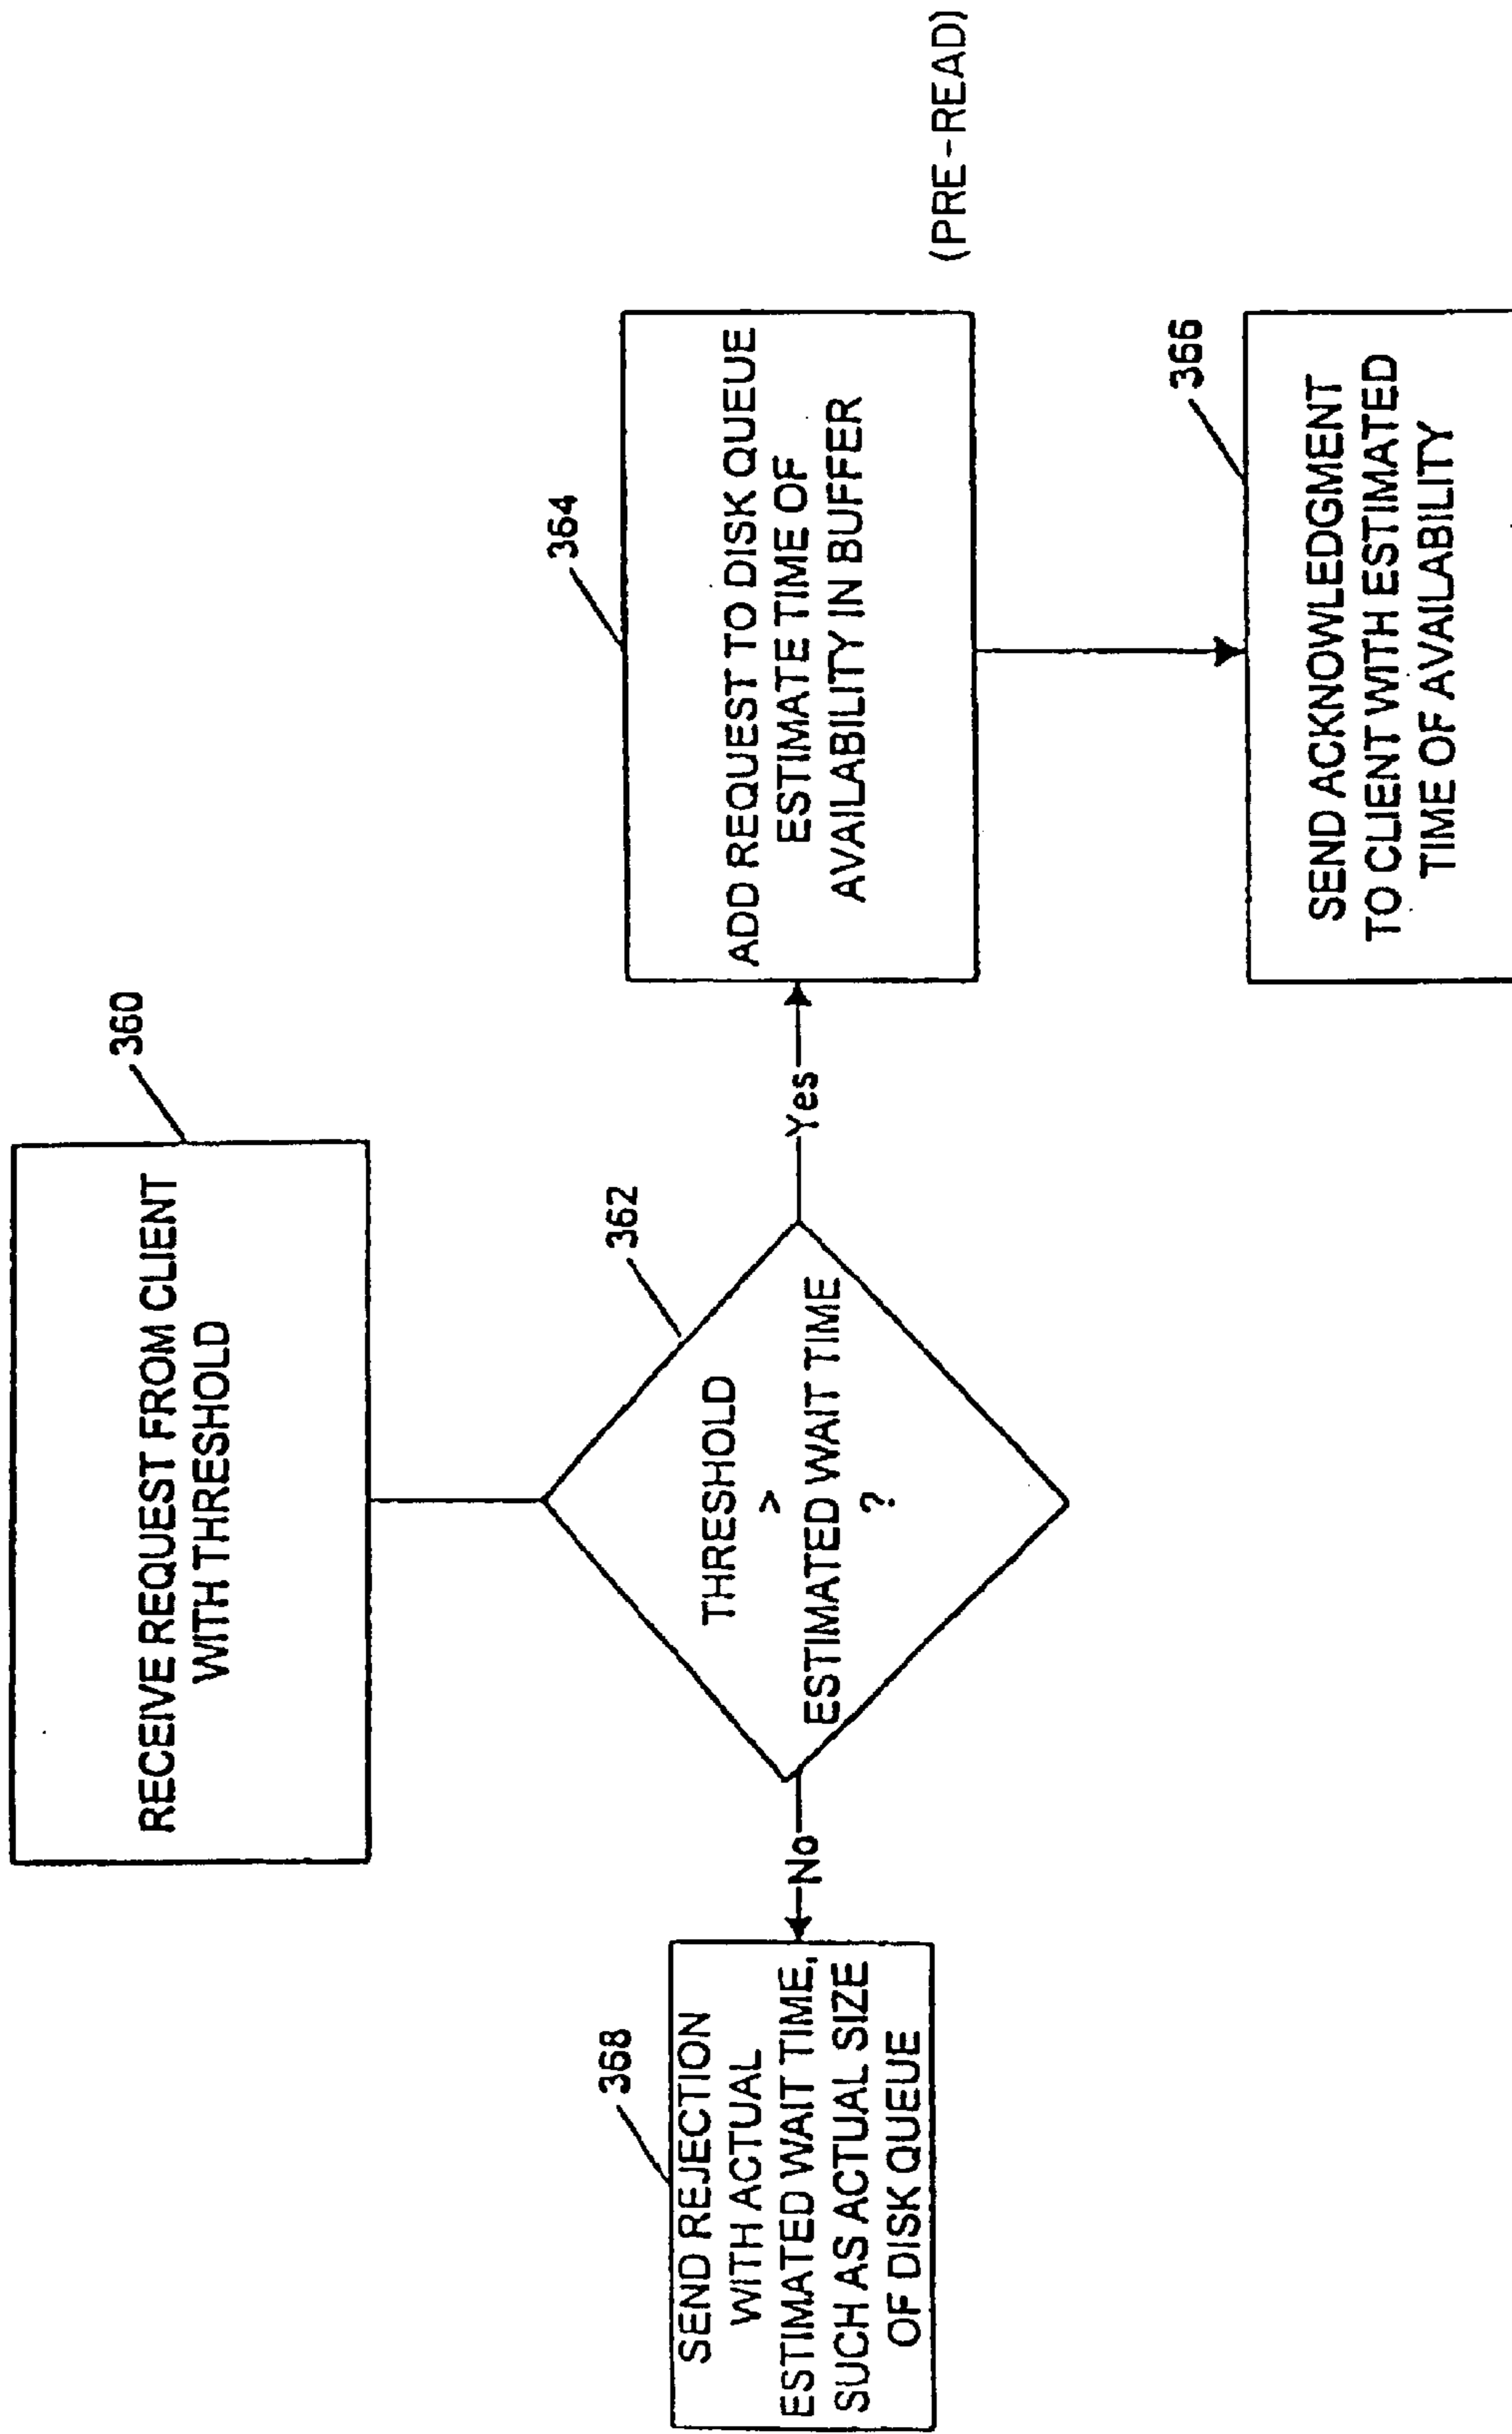 360
RECEIVE REQUEST FROM CLIENT
WITH THRESHOLD
362
THRESHOLD
>
ESTIMATED WAIT TIME
?
No
Yes
368
SEND REJECTION
WITH ACTUAL
ESTIMATED WAIT TIME,
SUCH AS ACTUAL SIZE
OF DISK QUEUE
364
ADD REQUEST TO DISK QUEUE
ESTIMATE TIME OF
AVAILABILITY IN BUFFER
(PRE-READ)
366
SEND ACKNOWLEDGMENT
TO CLIENT WITH ESTIMATED
TIME OF AVAILABILITY